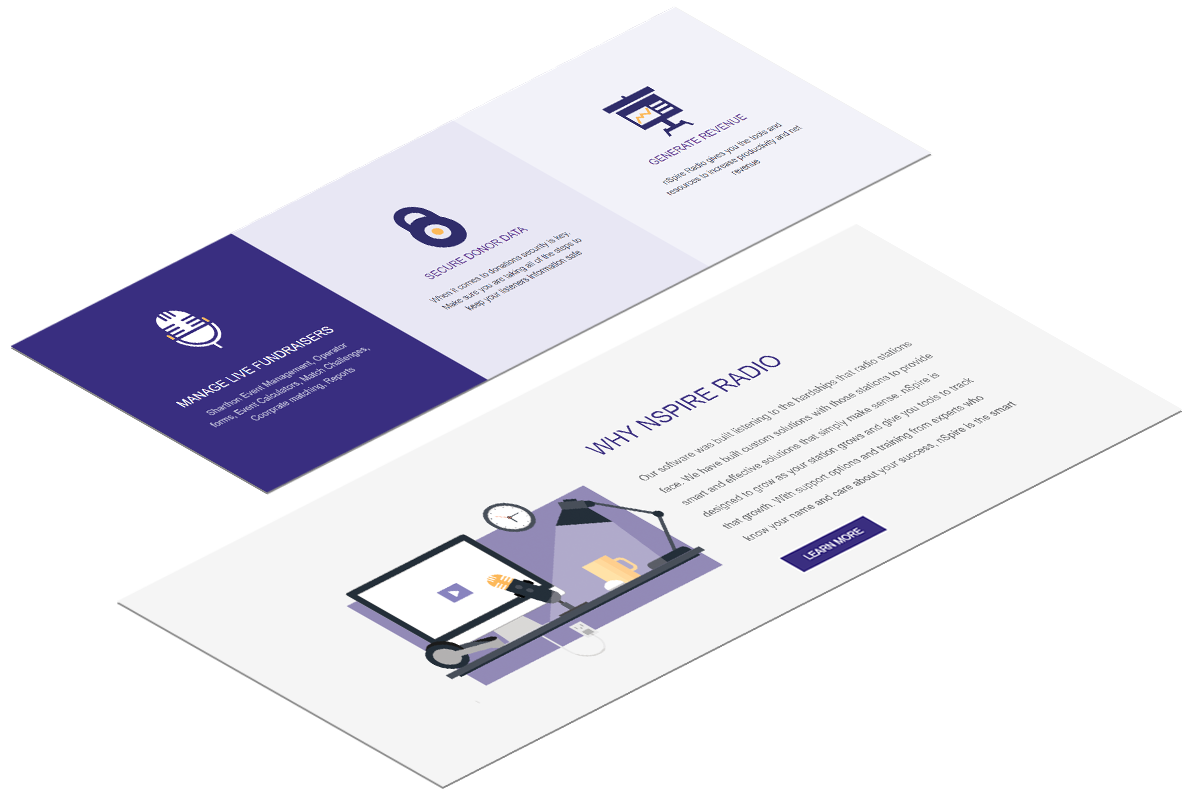 MANAGE LIVE FUNDRAISERS
Sharthon Event Management, Operator
forms, Event Calculators, Match Challenges,
Coorprate matching, Reports
SECURE DONOR DATA
When it comes to donations security is key.
Make sure you are taking all of the steps to
keep your listeners information safe
GENERATE REVENUE
nSpire Radio gives you the tools and
resources to increase productivity and net
revenue
WHY NSPIRE RADIO
Our software was built listening to the hardships that radio stations
face. We have built custom solutions with those stations to provide
smart and effective solutions that simply make sense. nSpire is
designed to grow as your station grows and give you tools to track
that growth. With support options and training from experts who
know your name and care about your success, nSpire is the smart
LEARN MORE